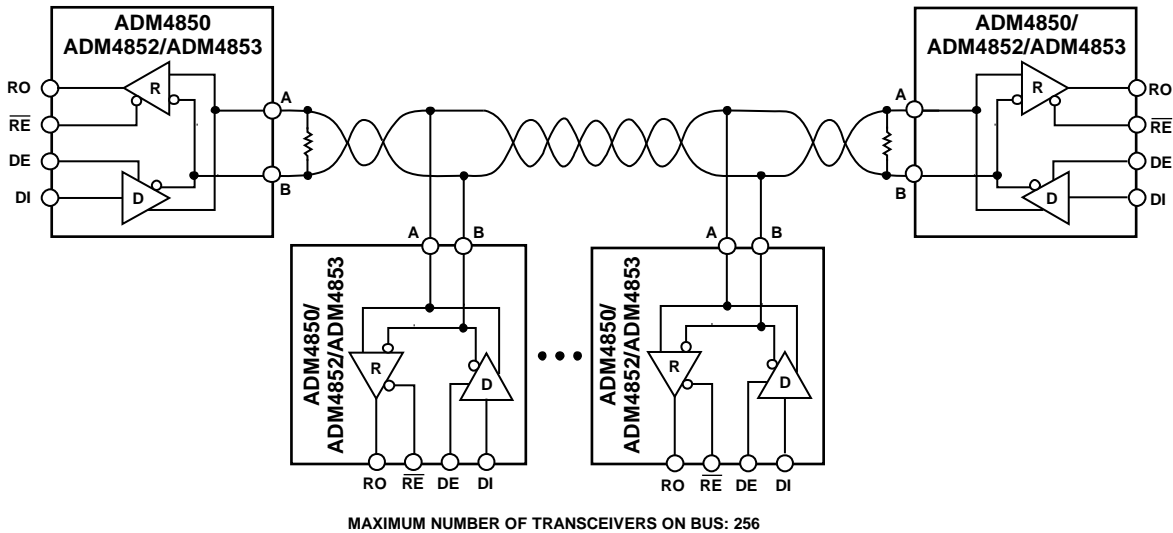 ADM4850
ADM4852/ADM4853
RO
RE
DE
DI
R
D
A
B
ADM4850/
ADM4852/ADM4853
A
B
R
D
RO
RE
DE
DI
A
B
ADM4850/
ADM4852/ADM4853
R
D
RO
RE
DE
DI
A
B
ADM4850/
ADM4852/ADM4853
R
D
RO
RE
DE
DI
MAXIMUM NUMBER OF TRANSCEIVERS ON BUS: 256